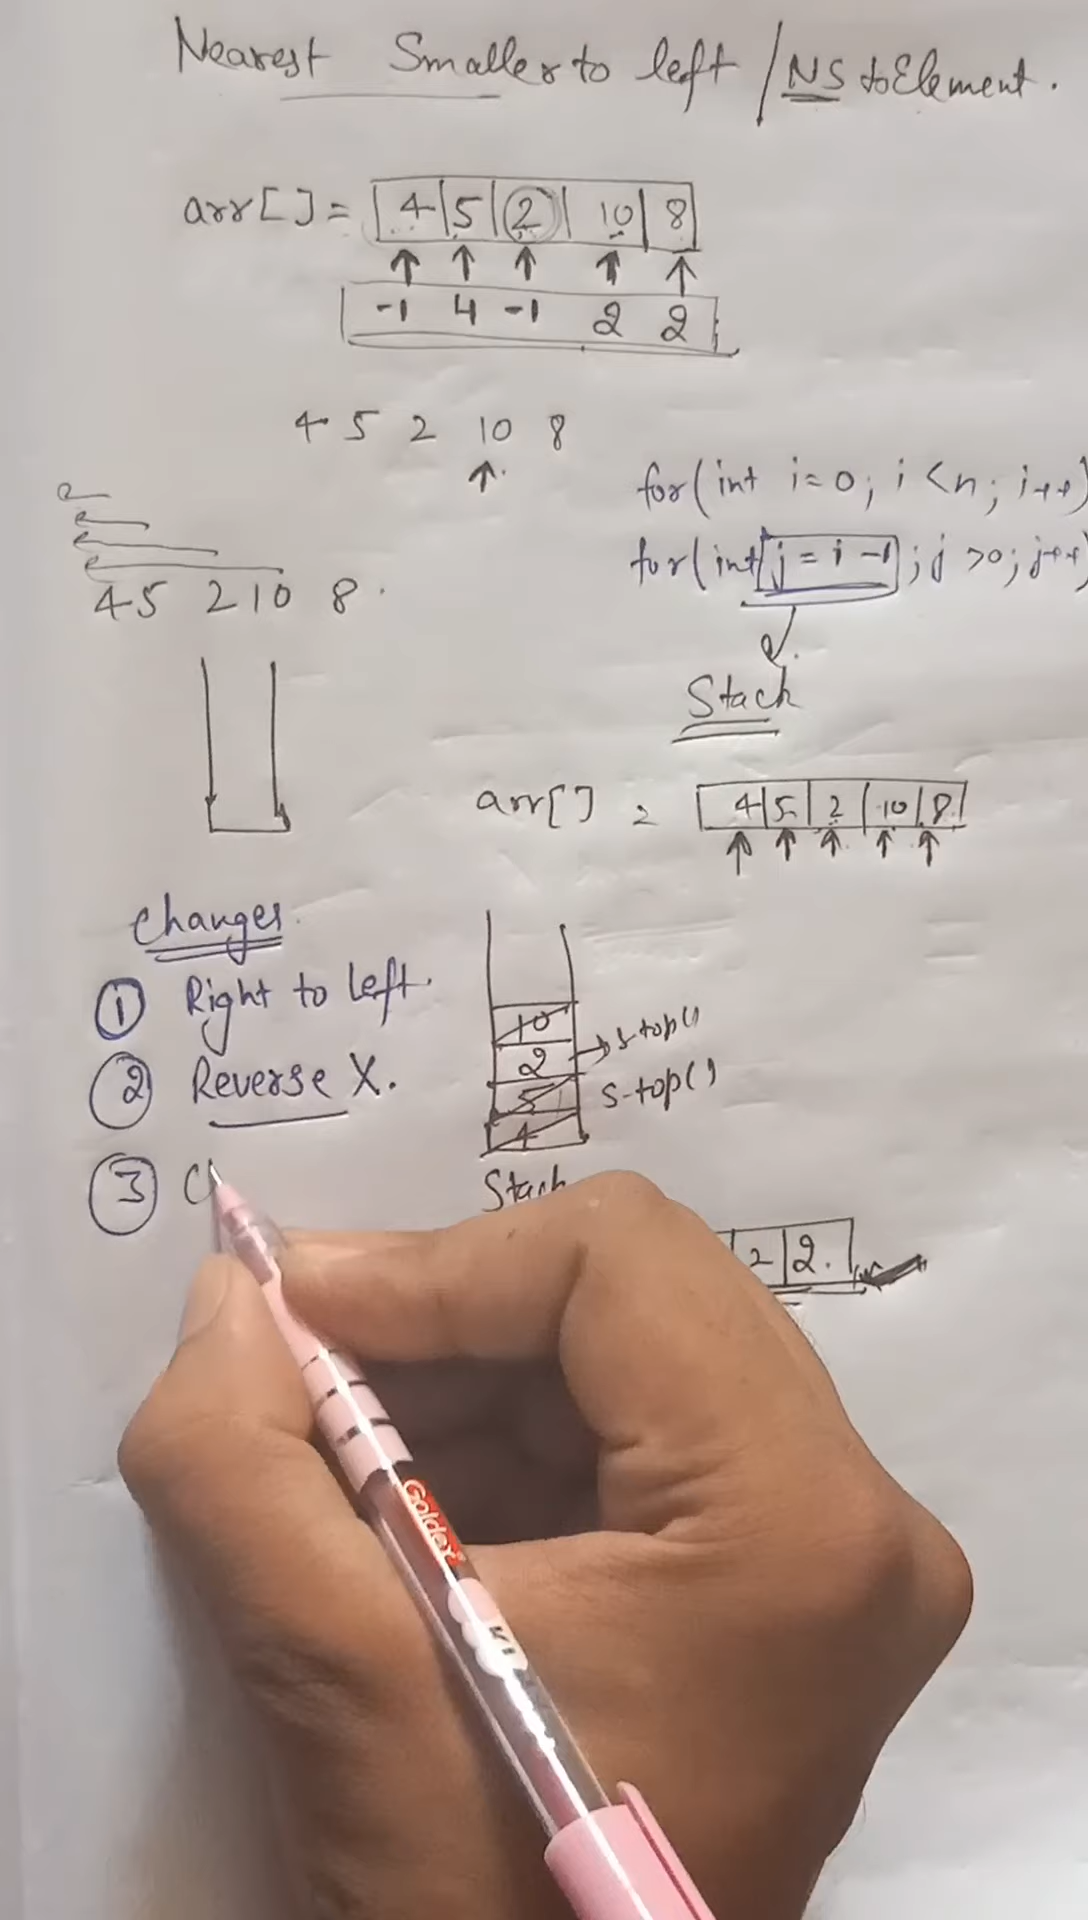 Nearest Smaller to left / NS to Element.
arr[] = 4 5 2 10 8
-1 4 -1 2 2
4 5 2 10 8
for(int i=0; i<n; i++)
for(int j=i-1; j>0; j++)
4 5 2 10 8
Stack
arr[] = 4 5 2 10 8
Changes
① Right to left.
② Reverse X.
③ C
10
2 → s-top()
5 s-top()
4
Stack
2 2.
Goldex
KI